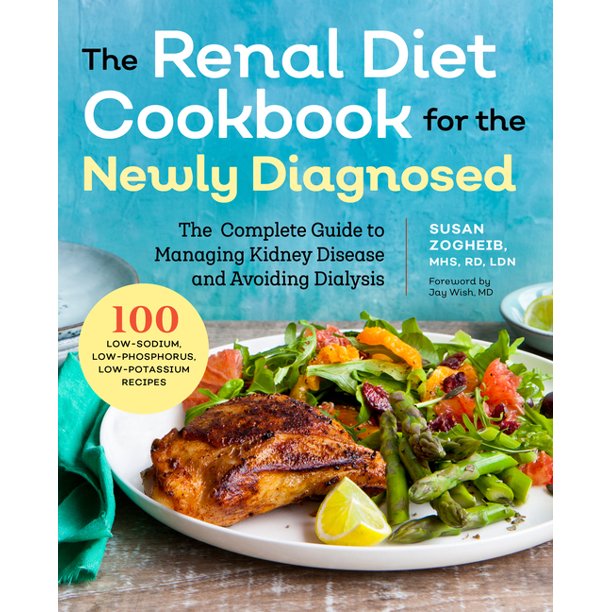 The Renal Diet
Cookbook for the
Newly Diagnosed
The Complete Guide to
Managing Kidney Disease
and Avoiding Dialysis
SUSAN
ZOGHEIB,
MHS, RD, LDN
Foreword by
Jay Wish, MD
100
LOW-SODIUM,
LOW-PHOSPHORUS,
LOW-POTASSIUM
RECIPES